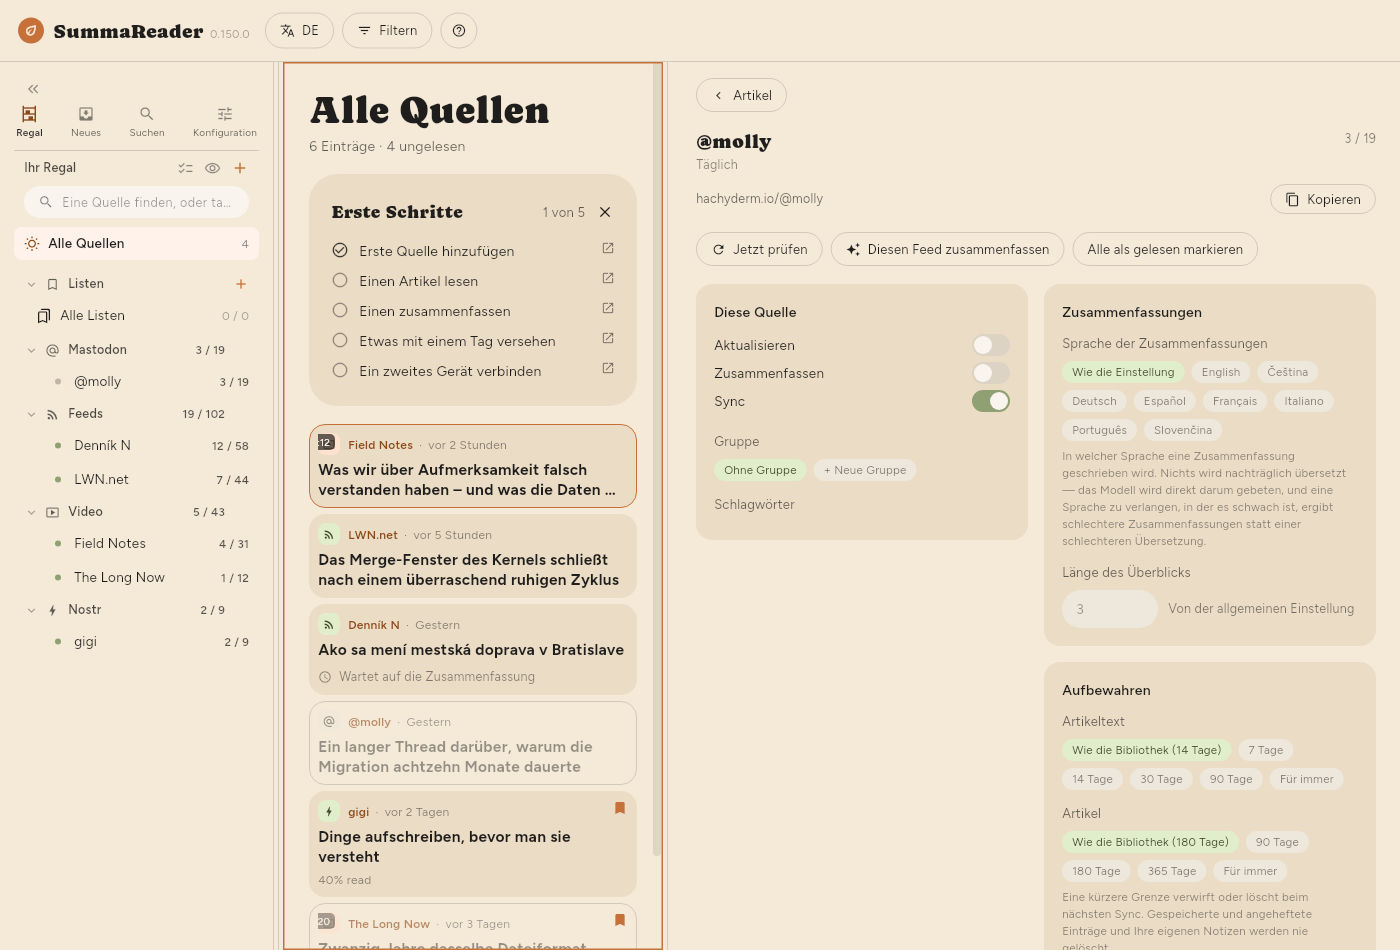 SummaReader 0.150.0
DE
Filtern
Regal
Neues
Suchen
Konfiguration
Ihr Regal
Eine Quelle finden, oder ta...
Alle Quellen 4
Listen
Alle Listen 0 / 0
Mastodon 3 / 19
@molly 3 / 19
Feeds 19 / 102
Denník N 12 / 58
LWN.net 7 / 44
Video 5 / 43
Field Notes 4 / 31
The Long Now 1 / 12
Nostr 2 / 9
gigi 2 / 9
Alle Quellen
6 Einträge · 4 ungelesen
Erste Schritte 1 von 5
Erste Quelle hinzufügen
Einen Artikel lesen
Einen zusammenfassen
Etwas mit einem Tag versehen
Ein zweites Gerät verbinden
:12 Field Notes · vor 2 Stunden
Was wir über Aufmerksamkeit falsch
verstanden haben – und was die Daten ...
LWN.net · vor 5 Stunden
Das Merge-Fenster des Kernels schließt
nach einem überraschend ruhigen Zyklus
Denník N · Gestern
Ako sa mení mestská doprava v Bratislave
Wartet auf die Zusammenfassung
@molly · Gestern
Ein langer Thread darüber, warum die
Migration achtzehn Monate dauerte
gigi · vor 2 Tagen
Dinge aufschreiben, bevor man sie
versteht
40% read
20 The Long Now · vor 3 Tagen
Zwanzig Jahre dasselbe Dateiformat
Artikel
@molly 3 / 19
Täglich
hachyderm.io/@molly
Kopieren
Jetzt prüfen
Diesen Feed zusammenfassen
Alle als gelesen markieren
Diese Quelle
Aktualisieren
Zusammenfassen
Sync
Gruppe
Ohne Gruppe + Neue Gruppe
Schlagwörter
Zusammenfassungen
Sprache der Zusammenfassungen
Wie die Einstellung English Čeština
Deutsch Español Français Italiano
Português Slovenčina
In welcher Sprache eine Zusammenfassung
geschrieben wird. Nichts wird nachträglich übersetzt
— das Modell wird direkt darum gebeten, und eine
Sprache zu verlangen, in der es schwach ist, ergibt
schlechtere Zusammenfassungen statt einer
schlechteren Übersetzung.
Länge des Überblicks
3 Von der allgemeinen Einstellung
Aufbewahren
Artikeltext
Wie die Bibliothek (14 Tage) 7 Tage
14 Tage 30 Tage 90 Tage Für immer
Artikel
Wie die Bibliothek (180 Tage) 90 Tage
180 Tage 365 Tage Für immer
Eine kürzere Grenze verwirft oder löscht beim
nächsten Sync. Gespeicherte und angeheftete
Einträge und Ihre eigenen Notizen werden nie
gelöscht.